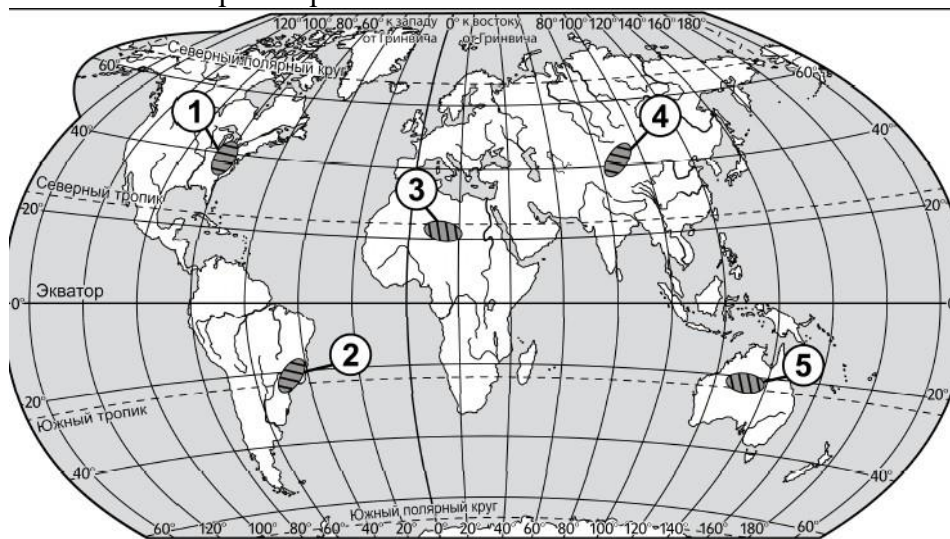 120° 100° 80° 60° к западу 0° к востоку 80° 100° 120° 140° 160° 180°
от Гринвича от Гринвича
Северный полярный круг
60° 60°
1 4
40° 40°
3
Северный тропик
20° 20°
Экватор
0° 0°
2 5
20° 20°
Южный тропик
40° 40°
Южный полярный круг
60° 120° 100° 80° 60° 40° 20° 0° 20° 40° 60° 80° 100° 120° 140° 160° 180° 60°